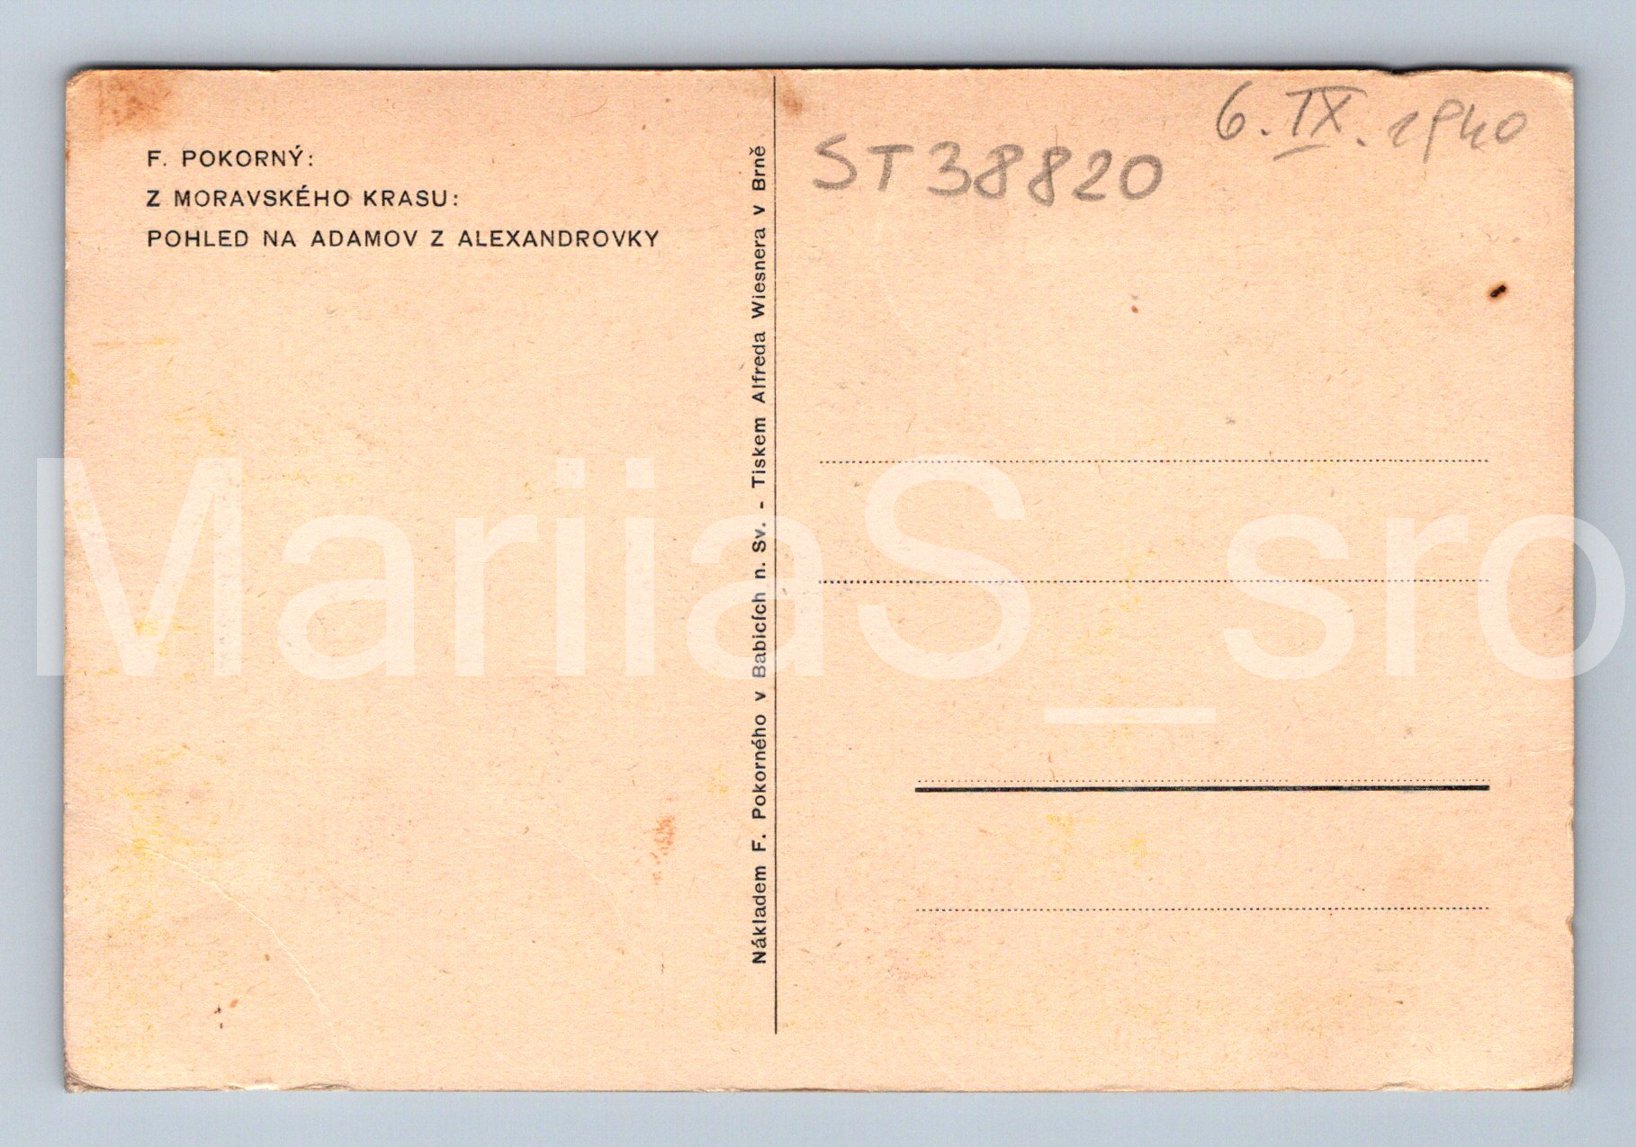 F. POKORNÝ:
Z MORAVSKÉHO KRASU:
POHLED NA ADAMOV Z ALEXANDROVKY
Nákladem F. Pokorného v Babicích n. Sv. - Tiskem Alfreda Wiesnera v Brně
ST38820
6. IX. 1940
MariiaS_sro